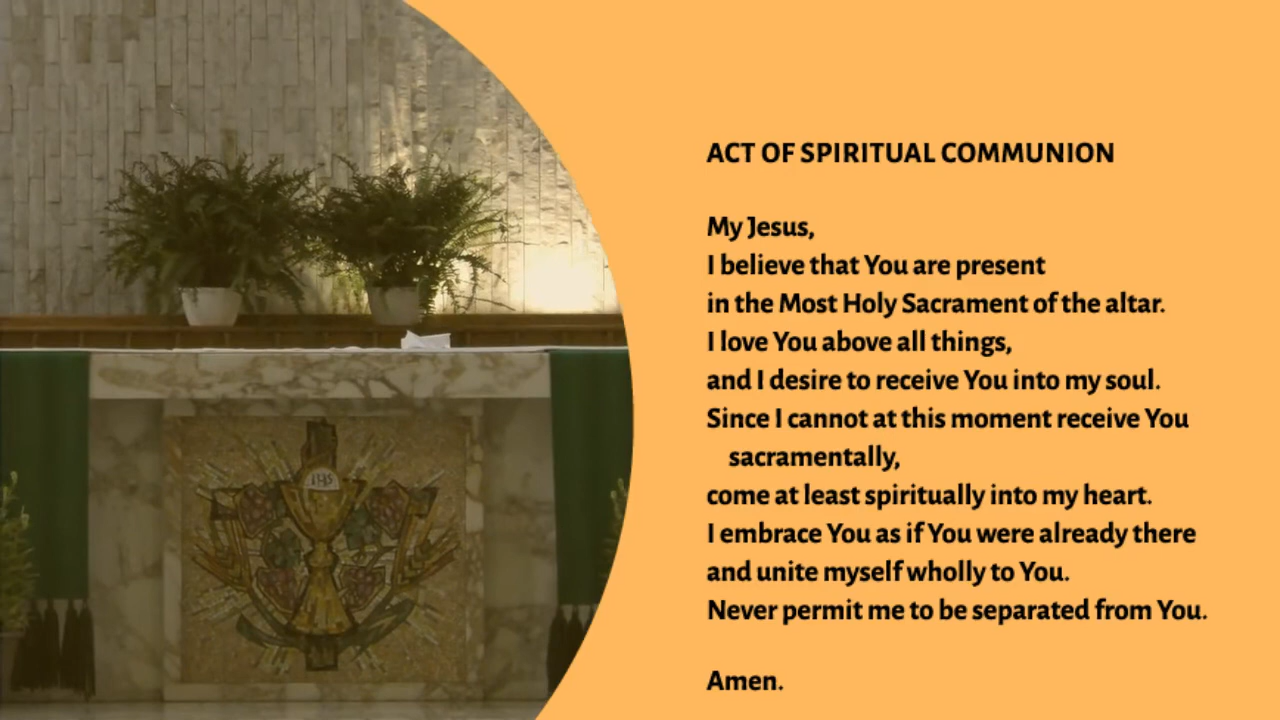 ACT OF SPIRITUAL COMMUNION
My Jesus,
I believe that You are present
in the Most Holy Sacrament of the altar.
I love You above all things,
and I desire to receive You into my soul.
Since I cannot at this moment receive You
sacramentally,
come at least spiritually into my heart.
I embrace You as if You were already there
and unite myself wholly to You.
Never permit me to be separated from You.
Amen.
IHS